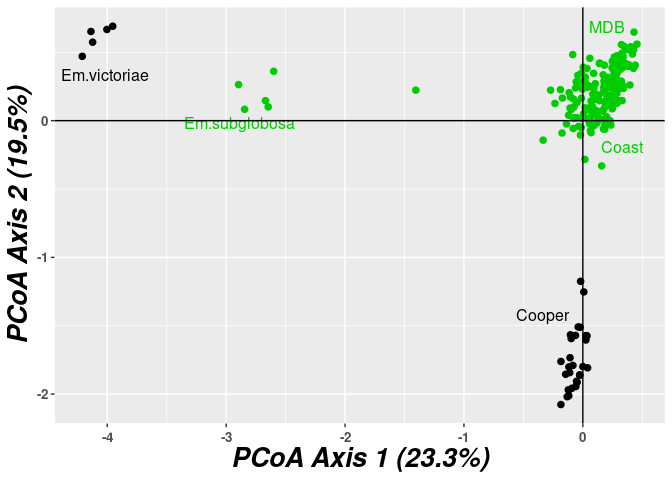 MDB
Em.victoriae
Em.subglobosa
Coast
Cooper
0
-1
-2
-4
-3
-2
-1
0
PCoA Axis 1 (23.3%)
PCoA Axis 2 (19.5%)